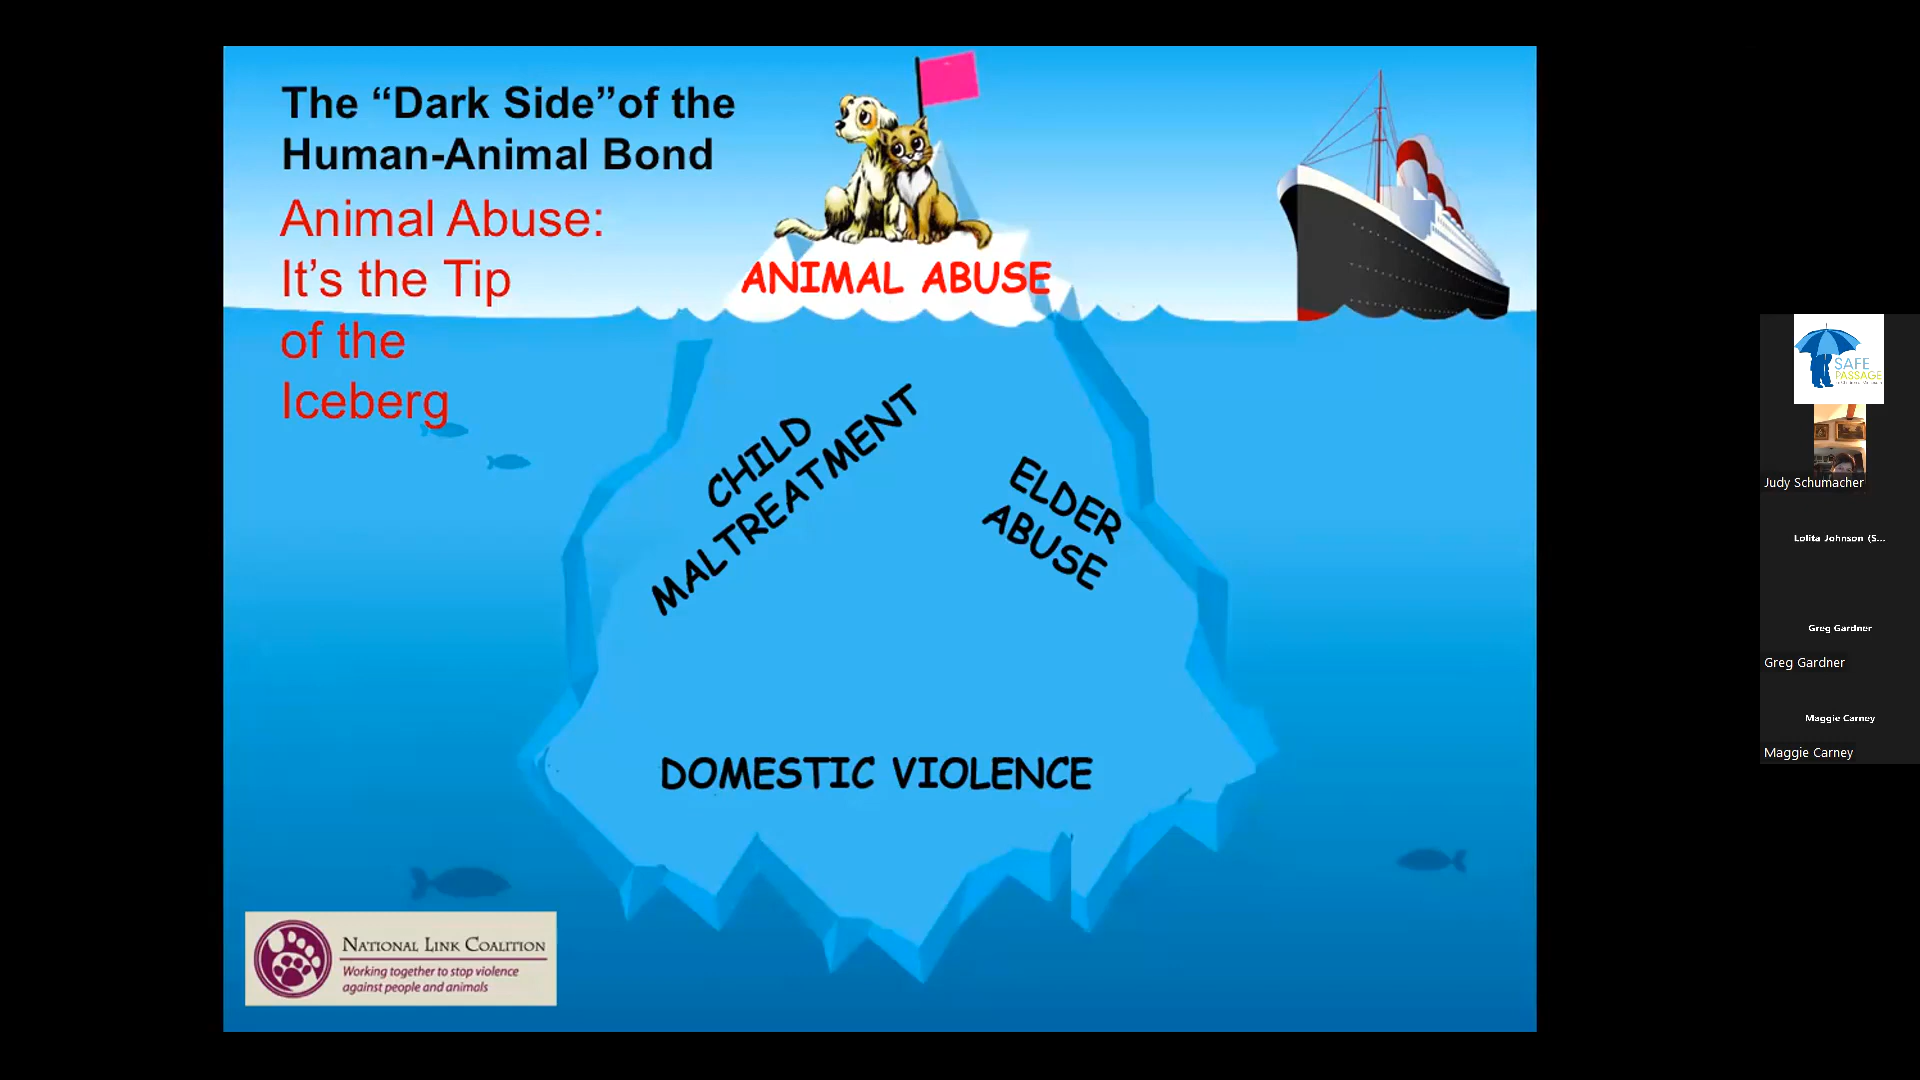 The “Dark Side”of the
Human-Animal Bond
Animal Abuse:
It’s the Tip
of the
Iceberg
ANIMAL ABUSE
CHILD
MALTREATMENT
ELDER
ABUSE
DOMESTIC VIOLENCE
NATIONAL LINK COALITION
Working together to stop violence
against people and animals
SAFE
PASSAGE
Judy Schumacher
Lolita Johnson (S...
Greg Gardner
Greg Gardner
Maggie Carney
Maggie Carney